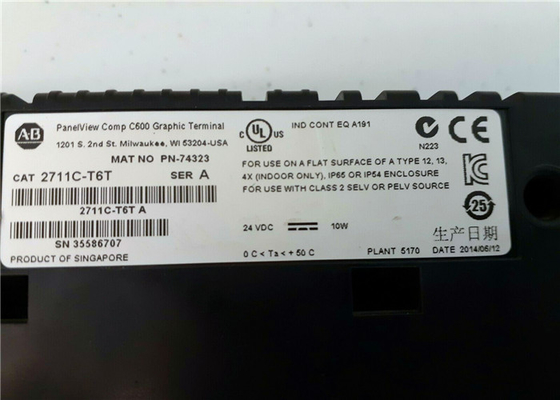 A-B
PanelView Comp C600 Graphic Terminal
1201 S. 2nd St. Milwaukee, WI 53204-USA
MAT NO PN-74323
CAT 2711C-T6T SER A
2711C-T6T A
SN 35586707
PRODUCT OF SINGAPORE
C UL US
LISTED
IND CONT EQ A191
N223
CE
FOR USE ON A FLAT SURFACE OF A TYPE 12, 13,
4X (INDOOR ONLY), IP65 OR IP54 ENCLOSURE
FOR USE WITH CLASS 2 SELV OR PELV SOURCE
25
24 VDC 10W
生产日期
0 C < Ta < + 50 C
PLANT 5170 DATE 2014/06/12